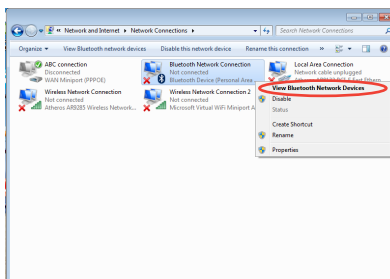 Network and Internet ▸ Network Connections ▸
Search Network Connections
Organize ▾ View Bluetooth network devices Disable this network device Rename this connection »
ABC connection
Disconnected
WAN Miniport (PPPOE)
Bluetooth Network Connection
Not connected
Bluetooth Device (Personal Area
Local Area Connection
Network cable unplugged
Wireless Network Connection
Not connected
Atheros AR9285 Wireless Network...
Wireless Network Connection 2
Not connected
Microsoft Virtual WiFi Miniport A
View Bluetooth Network Devices
Disable
Status
Create Shortcut
Rename
Properties